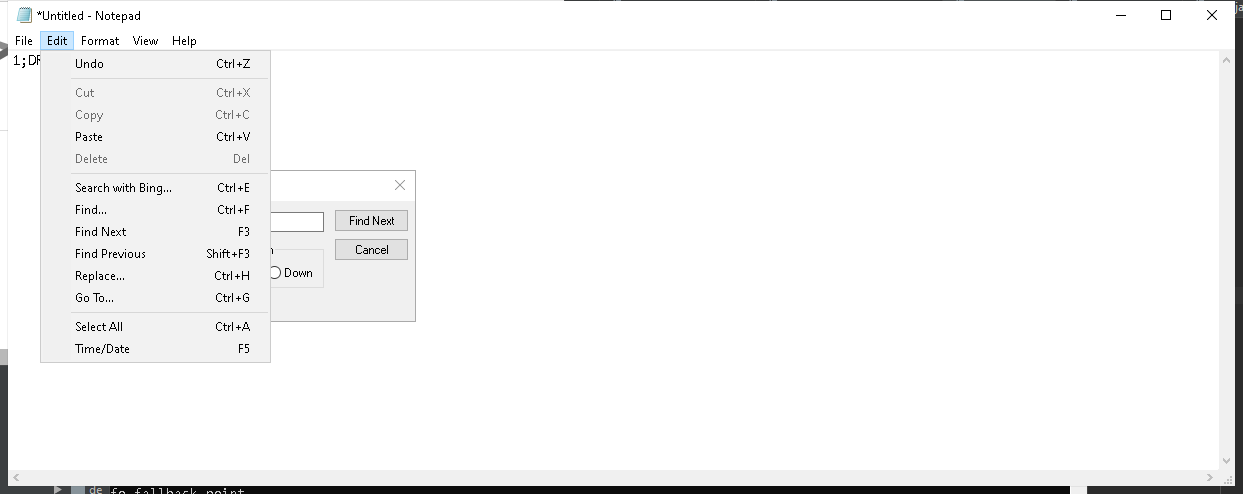 *Untitled - Notepad
File Edit Format View Help
1;DR
Undo Ctrl+Z
Cut Ctrl+X
Copy Ctrl+C
Paste Ctrl+V
Delete Del
Search with Bing... Ctrl+E
Find... Ctrl+F
Find Next F3
Find Previous Shift+F3
Replace... Ctrl+H
Go To... Ctrl+G
Select All Ctrl+A
Time/Date F5
Find Next
Cancel
Down
de fo fallback point